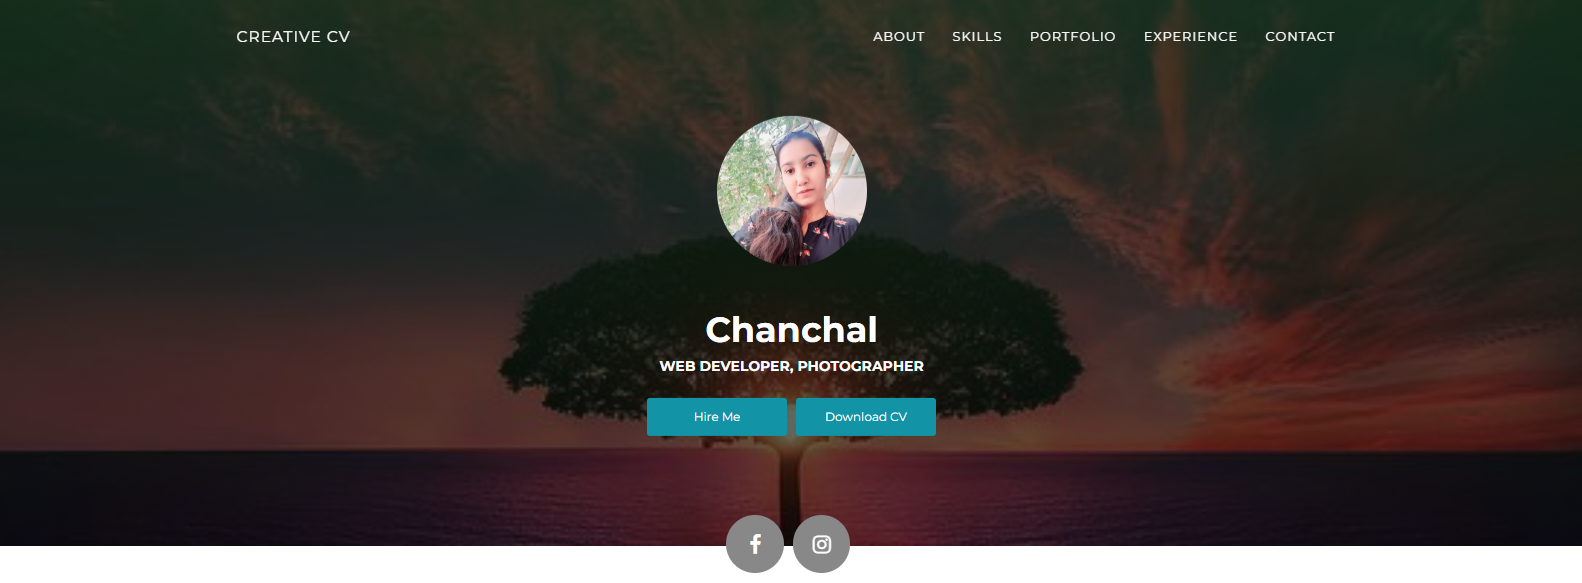 CREATIVE CV
ABOUT SKILLS PORTFOLIO EXPERIENCE CONTACT
Chanchal
WEB DEVELOPER, PHOTOGRAPHER
Hire Me
Download CV